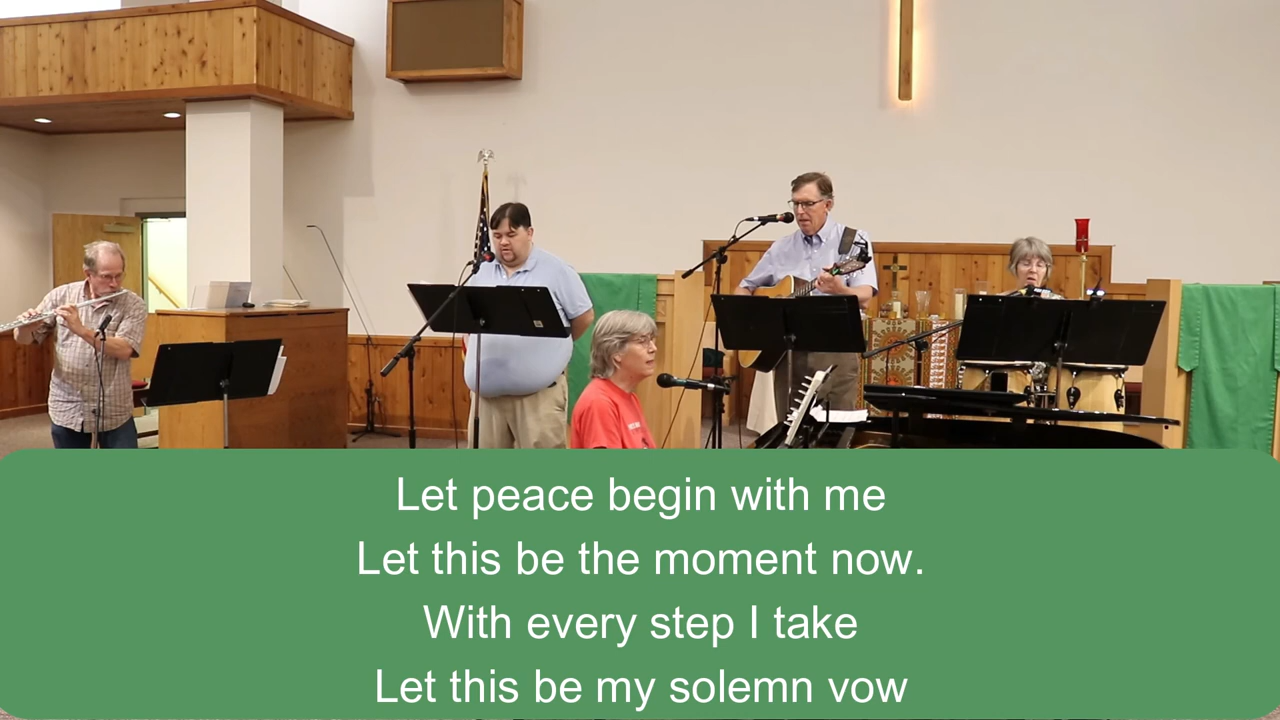 Let peace begin with me
Let this be the moment now.
With every step I take
Let this be my solemn vow